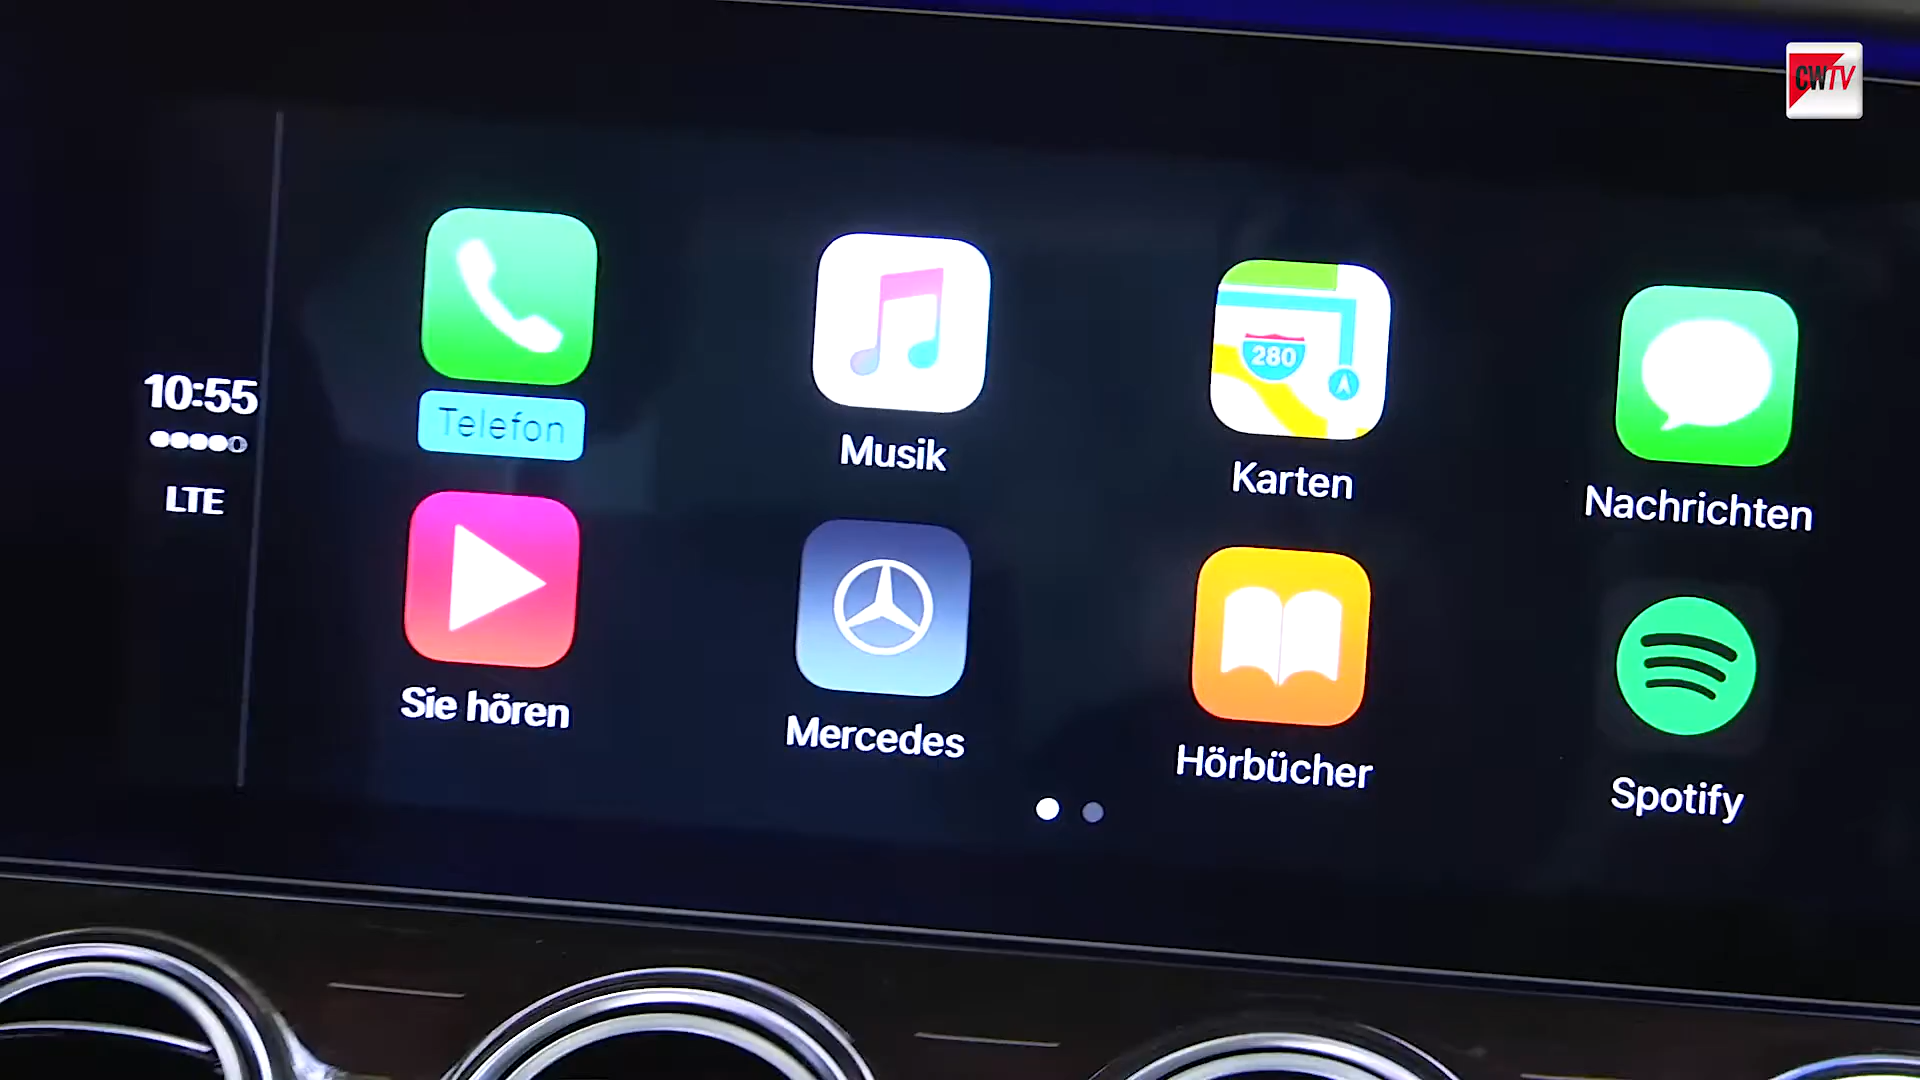 CWTV
10:55
LTE
Telefon
Musik
280
Karten
Nachrichten
Sie hören
Mercedes
Hörbücher
Spotify